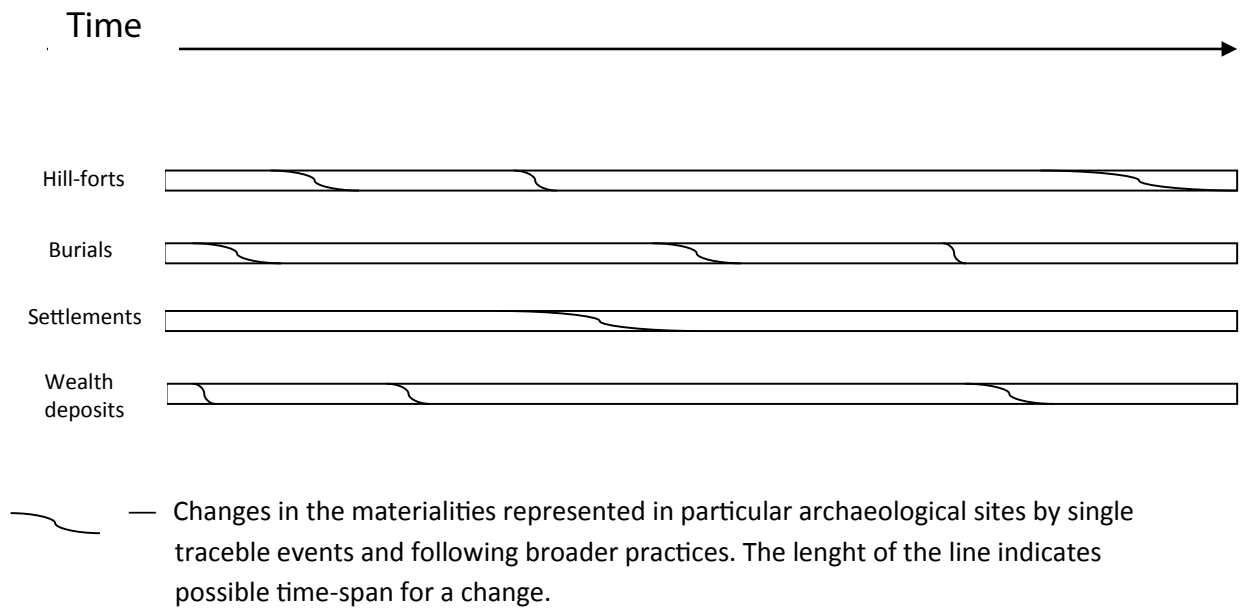 Time
Hill-forts
Burials
Settlements
Wealth
deposits
— Changes in the materialities represented in particular archaeological sites by single
traceble events and following broader practices. The lenght of the line indicates
possible time-span for a change.